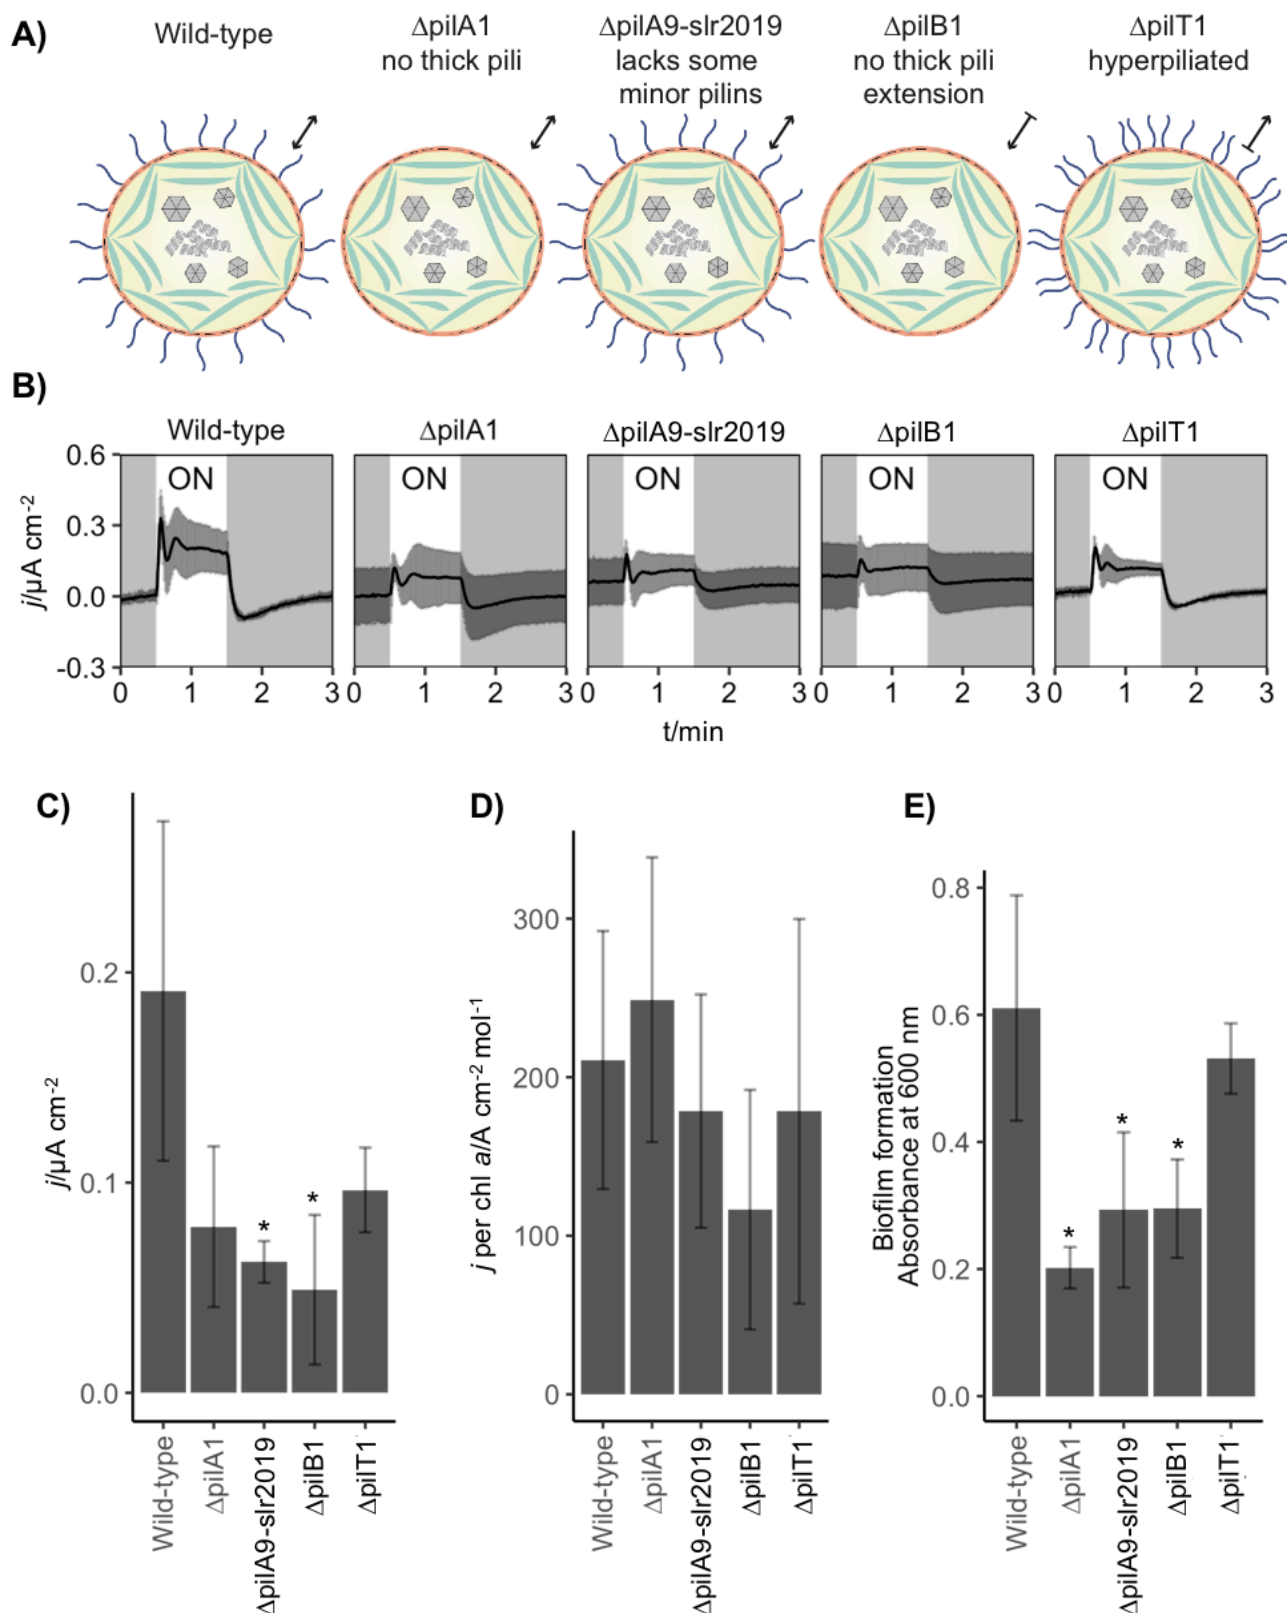 A)
Wild-type
ΔpilA1
no thick pili
ΔpilA9-slr2019
lacks some
minor pilins
ΔpilB1
no thick pili
extension
ΔpilT1
hyperpiliated
B)
Wild-type
ΔpilA1
ΔpilA9-slr2019
ΔpilB1
ΔpilT1
j/μA cm-2
0.6
0.3
0.0
-0.3
ON
ON
ON
ON
ON
0 1 2 3
0 1 2 3
0 1 2 3
0 1 2 3
0 1 2 3
t/min
C)
j/μA cm-2
0.2
0.1
0.0
* *
Wild-type
ΔpilA1
ΔpilA9-slr2019
ΔpilB1
ΔpilT1
D)
j per chl a/A cm-2 mol-1
300
200
100
0
Wild-type
ΔpilA1
ΔpilA9-slr2019
ΔpilB1
ΔpilT1
E)
Biofilm formation
Absorbance at 600 nm
0.8
0.6
0.4
0.2
0.0
* * *
Wild-type
ΔpilA1
ΔpilA9-slr2019
ΔpilB1
ΔpilT1